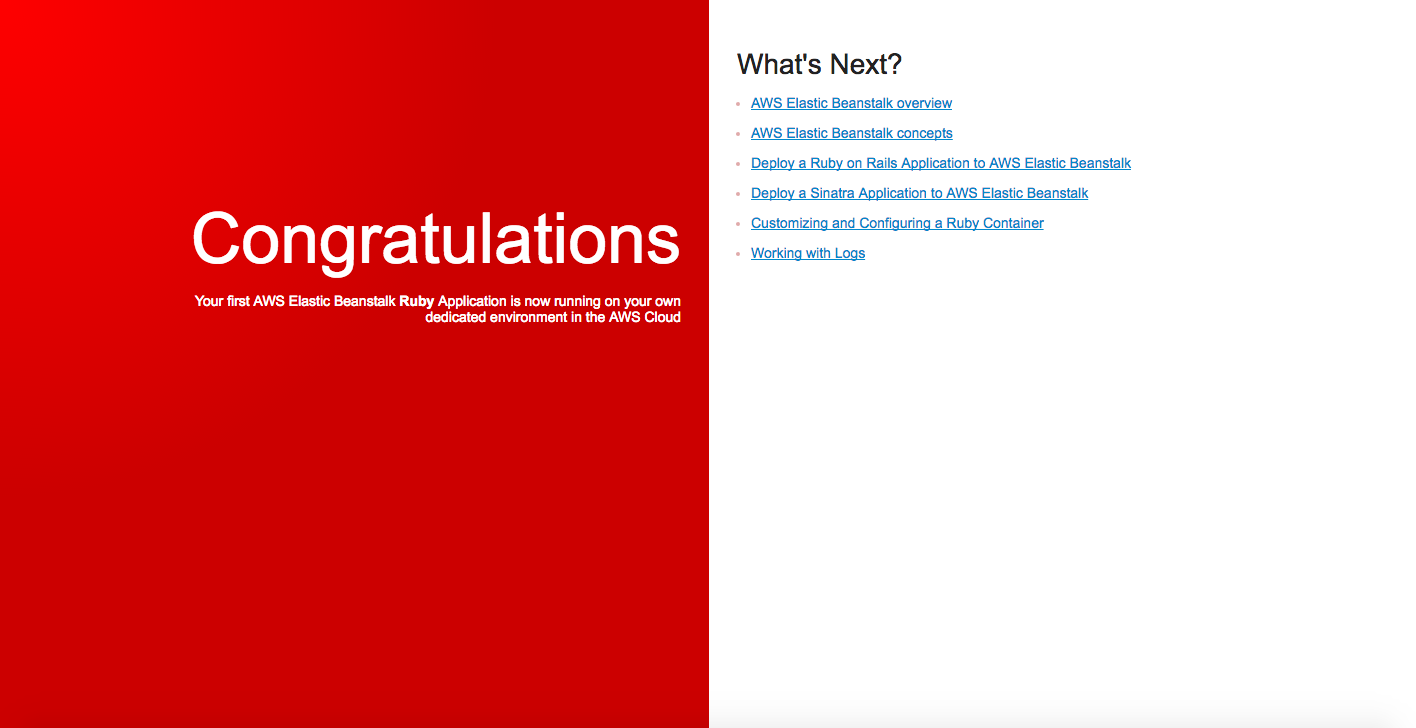 Congratulations
Your first AWS Elastic Beanstalk Ruby Application is now running on your own
dedicated environment in the AWS Cloud
What's Next?
AWS Elastic Beanstalk overview
AWS Elastic Beanstalk concepts
Deploy a Ruby on Rails Application to AWS Elastic Beanstalk
Deploy a Sinatra Application to AWS Elastic Beanstalk
Customizing and Configuring a Ruby Container
Working with Logs